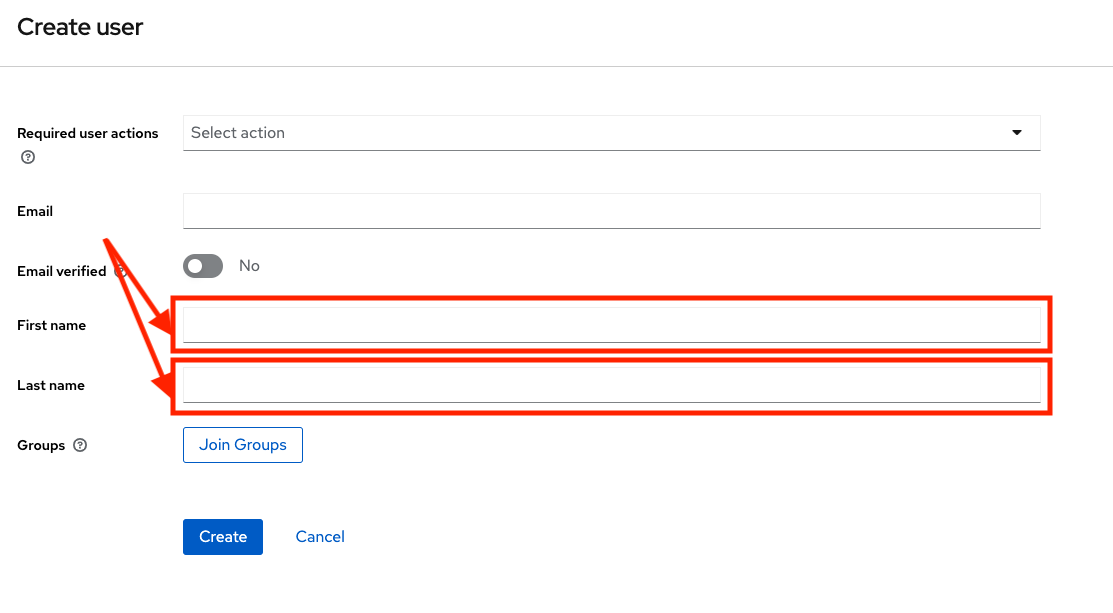 Create user
Required user actions
Select action
Email
Email verified
No
First name
Last name
Groups
Join Groups
Create
Cancel